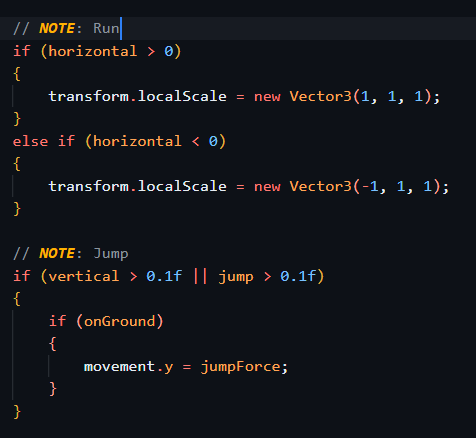 // NOTE: Run
if (horizontal > 0)
{
    transform.localScale = new Vector3(1, 1, 1);
}
else if (horizontal < 0)
{
    transform.localScale = new Vector3(-1, 1, 1);
}

// NOTE: Jump
if (vertical > 0.1f || jump > 0.1f)
{
    if (onGround)
    {
        movement.y = jumpForce;
    }
}